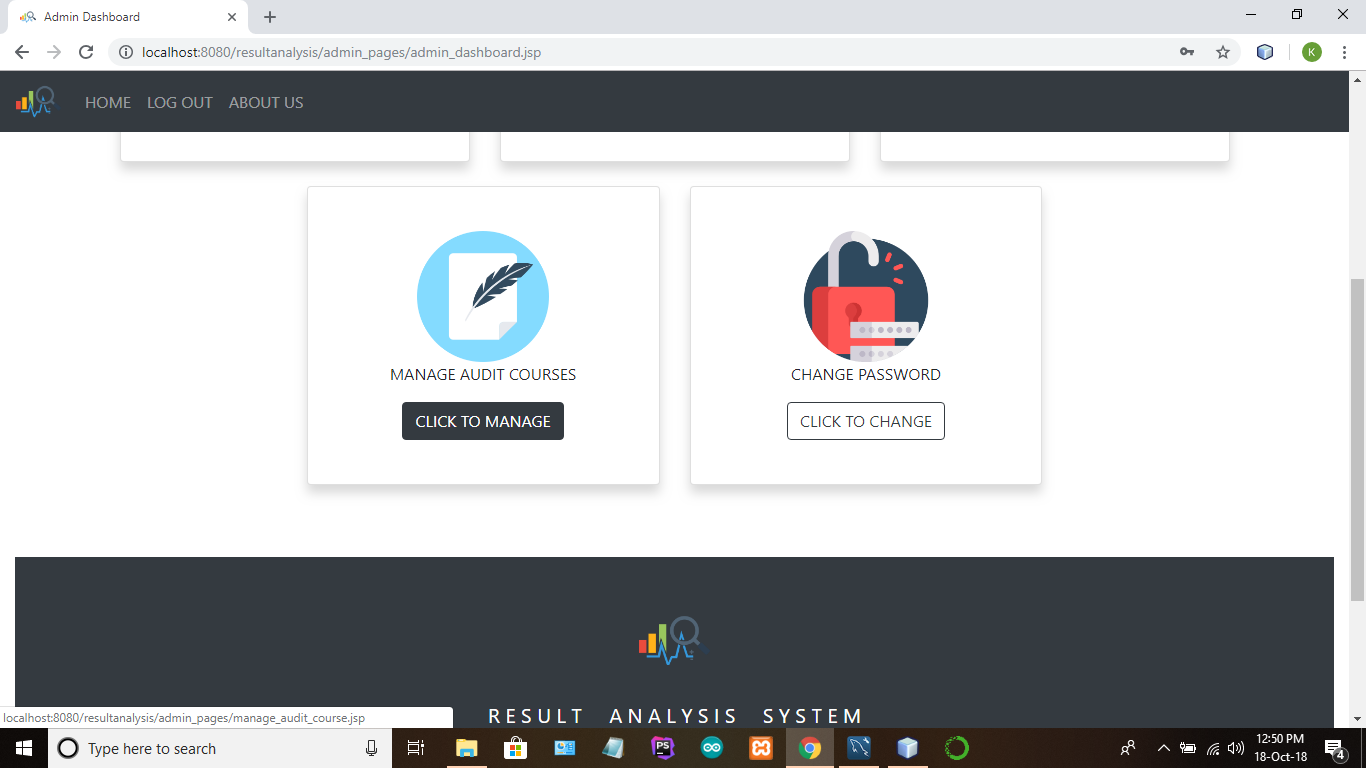 Admin Dashboard
localhost:8080/resultanalysis/admin_pages/admin_dashboard.jsp
K
HOME LOG OUT ABOUT US
MANAGE AUDIT COURSES
CLICK TO MANAGE
CHANGE PASSWORD
CLICK TO CHANGE
RESULT ANALYSIS SYSTEM
localhost:8080/resultanalysis/admin_pages/manage_audit_course.jsp
Type here to search
PS
12:50 PM
18-Oct-18
4